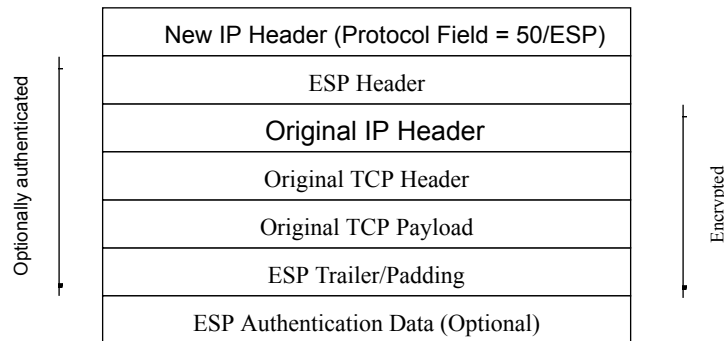 New IP Header (Protocol Field = 50/ESP)
ESP Header
Original IP Header
Original TCP Header
Original TCP Payload
ESP Trailer/Padding
ESP Authentication Data (Optional)
Optionally authenticated
Encrypted